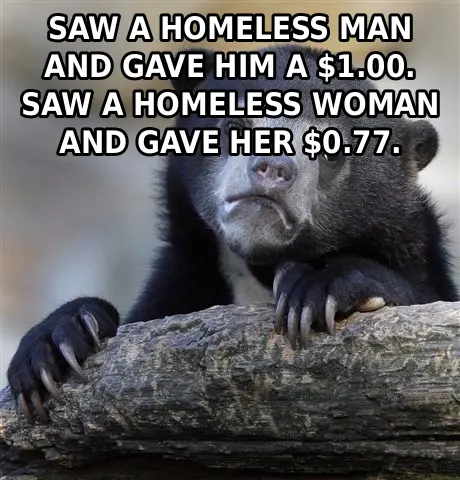 SAW A HOMELESS MAN
AND GAVE HIM A $1.00.
SAW A HOMELESS WOMAN
AND GAVE HER $0.77.